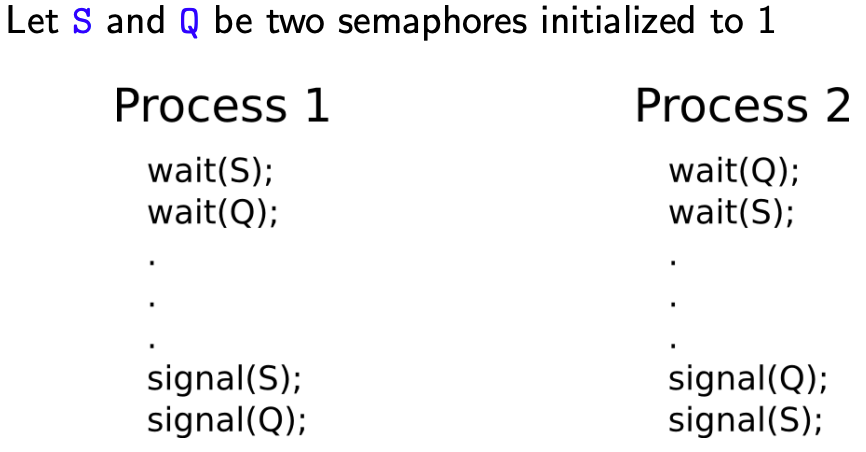 Let S and Q be two semaphores initialized to 1
Process 1
wait(S);
wait(Q);
.
.
.
signal(S);
signal(Q);
Process 2
wait(Q);
wait(S);
.
.
.
signal(Q);
signal(S);